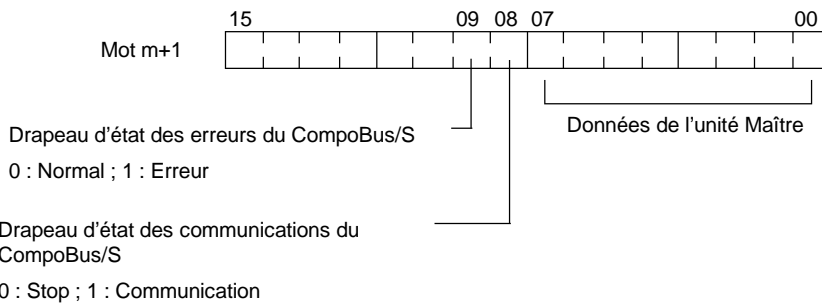 15 09 08 07 00
Mot m+1
Drapeau d'état des erreurs du CompoBus/S
0 : Normal ; 1 : Erreur
Données de l'unité Maître
Drapeau d'état des communications du
CompoBus/S
0 : Stop ; 1 : Communication